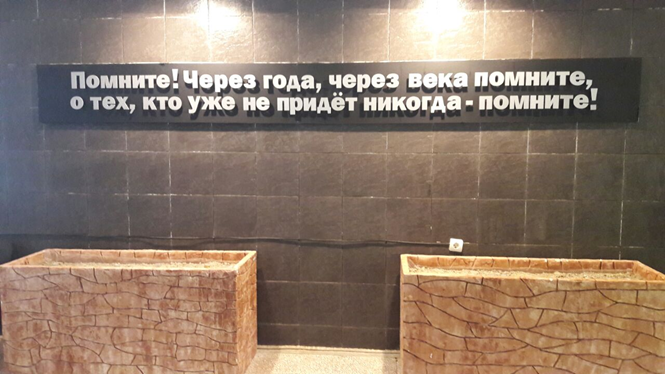 Помните! Через года, через века помните,
о тех, кто уже не придёт никогда - помните!